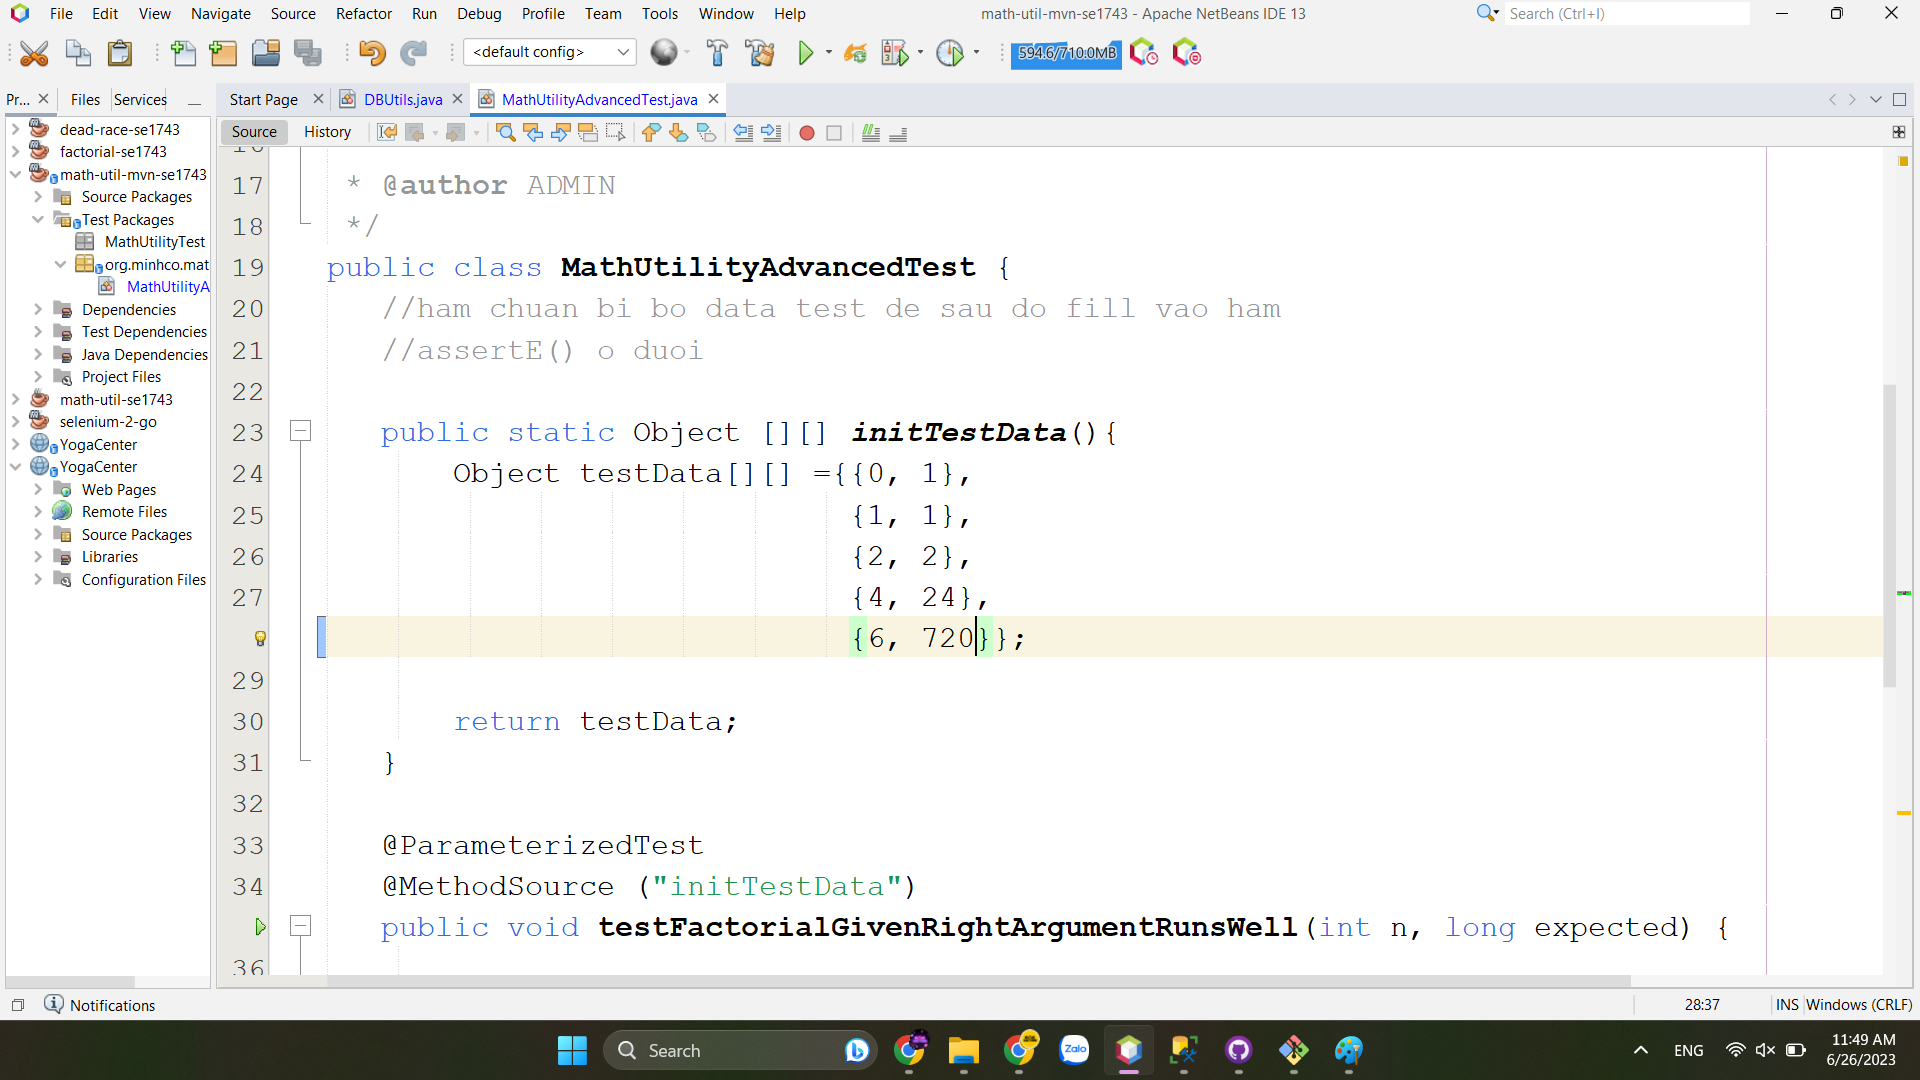 File Edit View Navigate Source Refactor Run Debug Profile Team Tools Window Help
math-util-mvn-se1743 - Apache NetBeans IDE 13
Search (Ctrl+I)
<default config>
594.6/710.0MB
Pr... Files Services
Start Page DBUtils.java MathUtilityAdvancedTest.java
Source History
dead-race-se1743
factorial-se1743
math-util-mvn-se1743
Source Packages
Test Packages
MathUtilityTest
org.minhco.mat
MathUtilityA
Dependencies
Test Dependencies
Java Dependencies
Project Files
math-util-se1743
selenium-2-go
YogaCenter
YogaCenter
Web Pages
Remote Files
Source Packages
Libraries
Configuration Files
17 * @author ADMIN
18 */
19 public class MathUtilityAdvancedTest {
20 //ham chuan bi bo data test de sau do fill vao ham
21 //assertE() o duoi
22
23 public static Object [][] initTestData(){
24 Object testData[][] ={{0, 1},
25 {1, 1},
26 {2, 2},
27 {4, 24},
{6, 720}};
29
30 return testData;
31 }
32
33 @ParameterizedTest
34 @MethodSource ("initTestData")
public void testFactorialGivenRightArgumentRunsWell(int n, long expected) {
36
Notifications
28:37 INS Windows (CRLF)
Search
Zalo
ENG
11:49 AM
6/26/2023